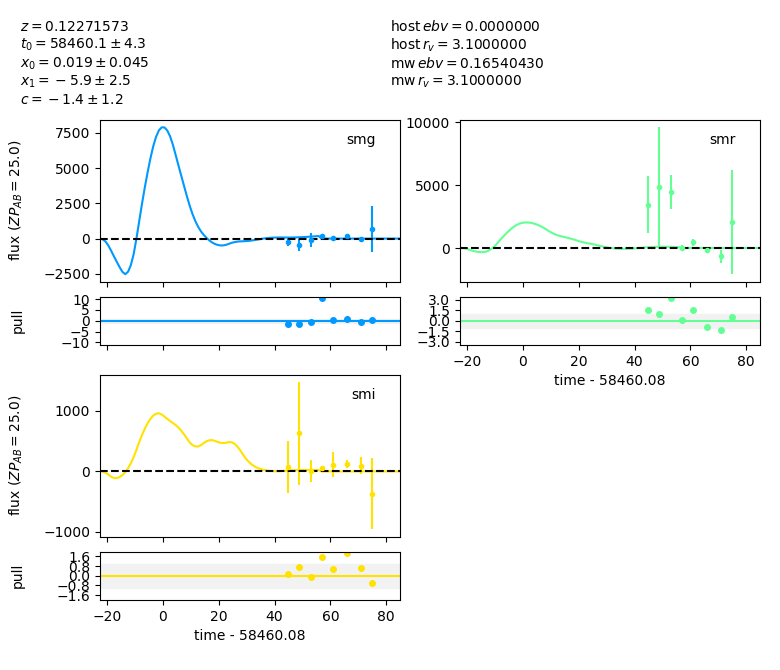 z = 0.12271573
t₀ = 58460.1 ± 4.3
x₀ = 0.019 ± 0.045
x₁ = −5.9 ± 2.5
c = −1.4 ± 1.2
host ebv = 0.0000000
host r_v = 3.1000000
mw ebv = 0.16540430
mw r_v = 3.1000000
smg
flux (ZP_AB = 25.0)
7500
5000
2500
0
−2500
smr
10000
5000
0
pull
10
5
0
−5
−10
3.0
1.5
0.0
−1.5
−3.0
−20 0 20 40 60 80
time - 58460.08
smi
flux (ZP_AB = 25.0)
1000
0
−1000
pull
1.6
0.8
0.0
−0.8
−1.6
−20 0 20 40 60 80
time - 58460.08